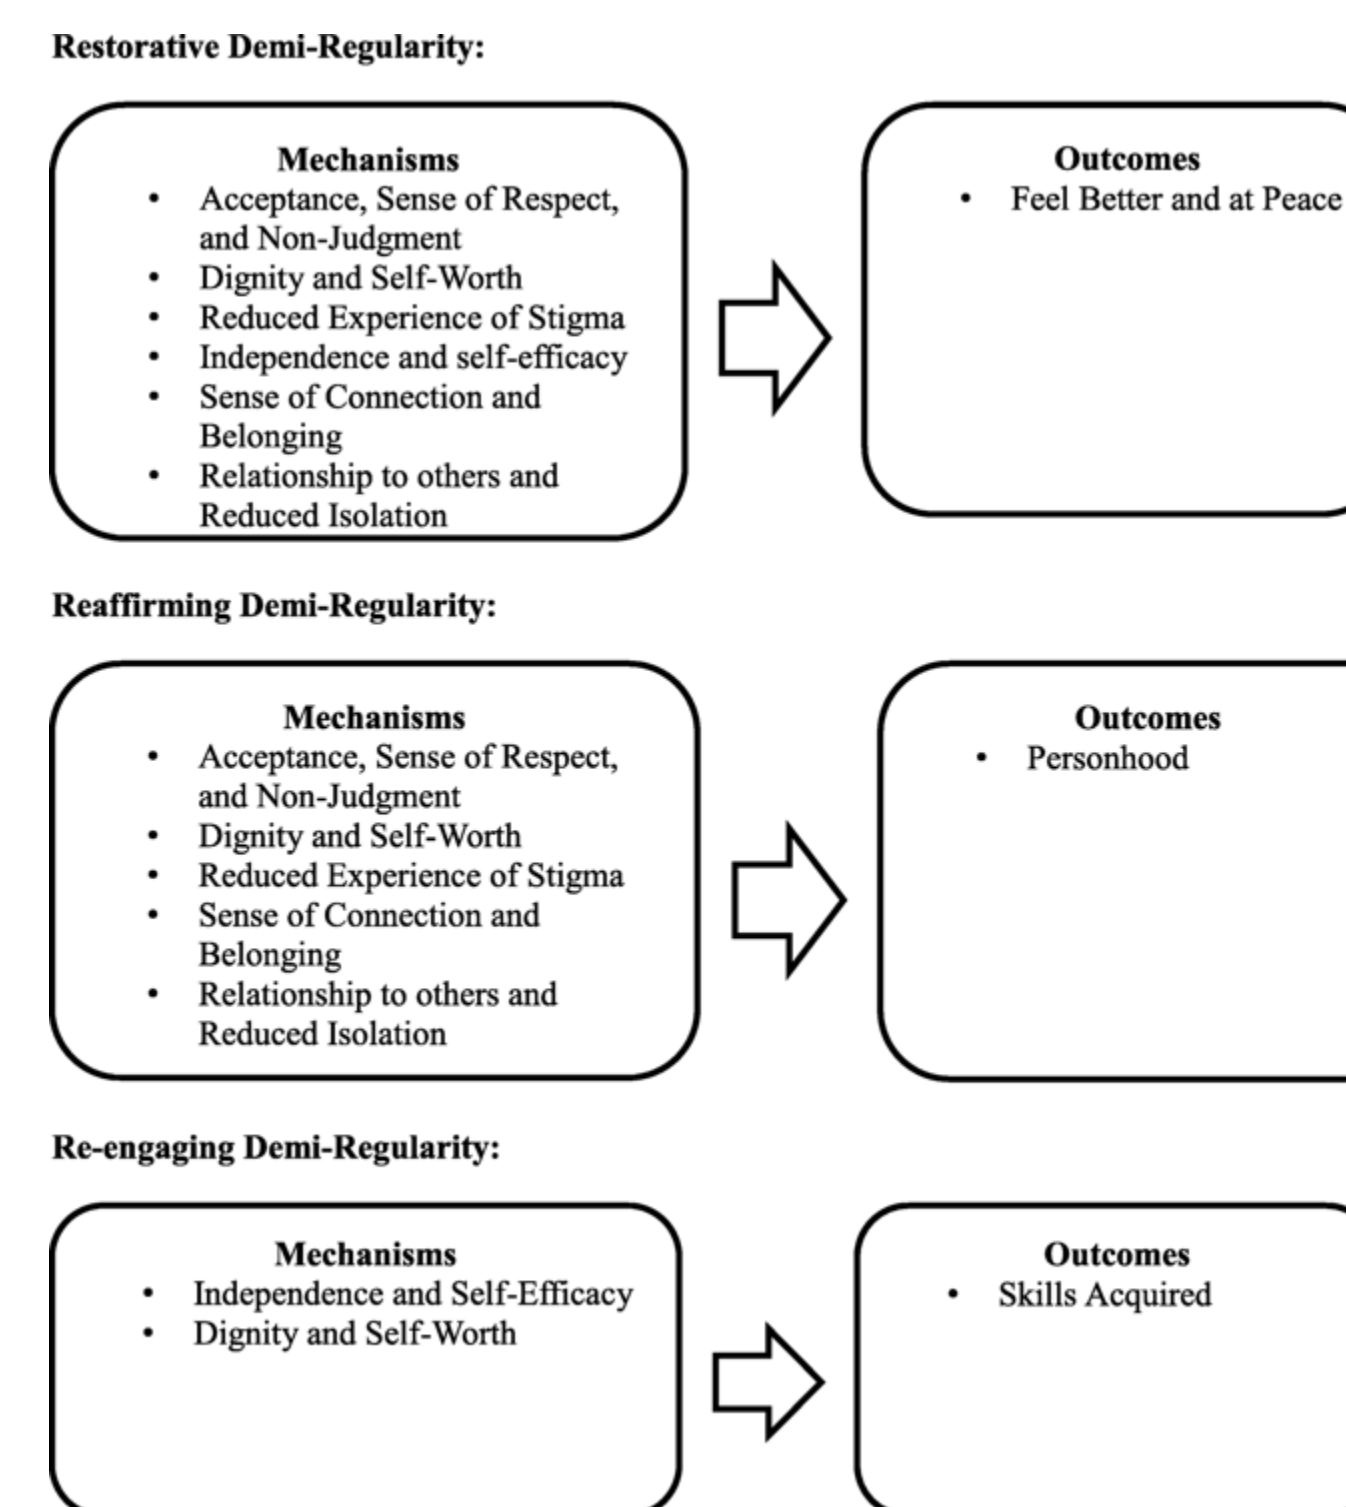 Restorative Demi-Regularity:
Mechanisms
• Acceptance, Sense of Respect,
and Non-Judgment
• Dignity and Self-Worth
• Reduced Experience of Stigma
• Independence and self-efficacy
• Sense of Connection and
Belonging
• Relationship to others and
Reduced Isolation
Outcomes
• Feel Better and at Peace
Reaffirming Demi-Regularity:
Mechanisms
• Acceptance, Sense of Respect,
and Non-Judgment
• Dignity and Self-Worth
• Reduced Experience of Stigma
• Sense of Connection and
Belonging
• Relationship to others and
Reduced Isolation
Outcomes
• Personhood
Re-engaging Demi-Regularity:
Mechanisms
• Independence and Self-Efficacy
• Dignity and Self-Worth
Outcomes
• Skills Acquired